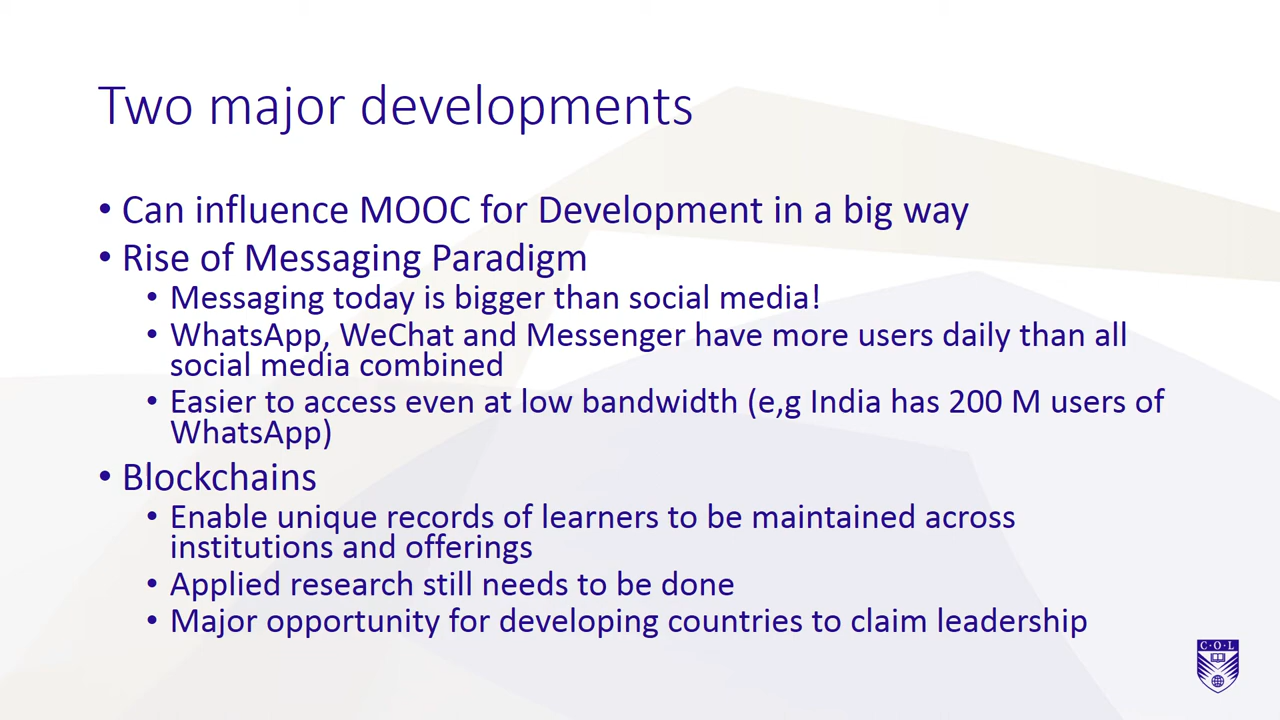 Two major developments
• Can influence MOOC for Development in a big way
• Rise of Messaging Paradigm
• Messaging today is bigger than social media!
• WhatsApp, WeChat and Messenger have more users daily than all
social media combined
• Easier to access even at low bandwidth (e,g India has 200 M users of
WhatsApp)
• Blockchains
• Enable unique records of learners to be maintained across
institutions and offerings
• Applied research still needs to be done
• Major opportunity for developing countries to claim leadership
C·O·L